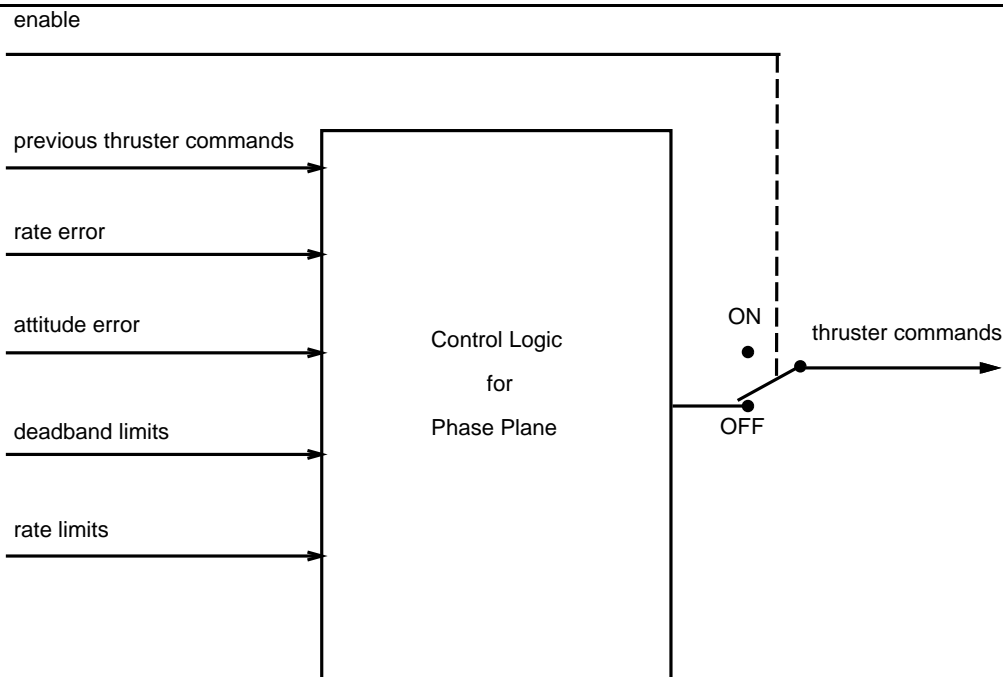 enable
previous thruster commands
rate error
attitude error
deadband limits
rate limits
Control Logic
for
Phase Plane
ON
OFF
thruster commands